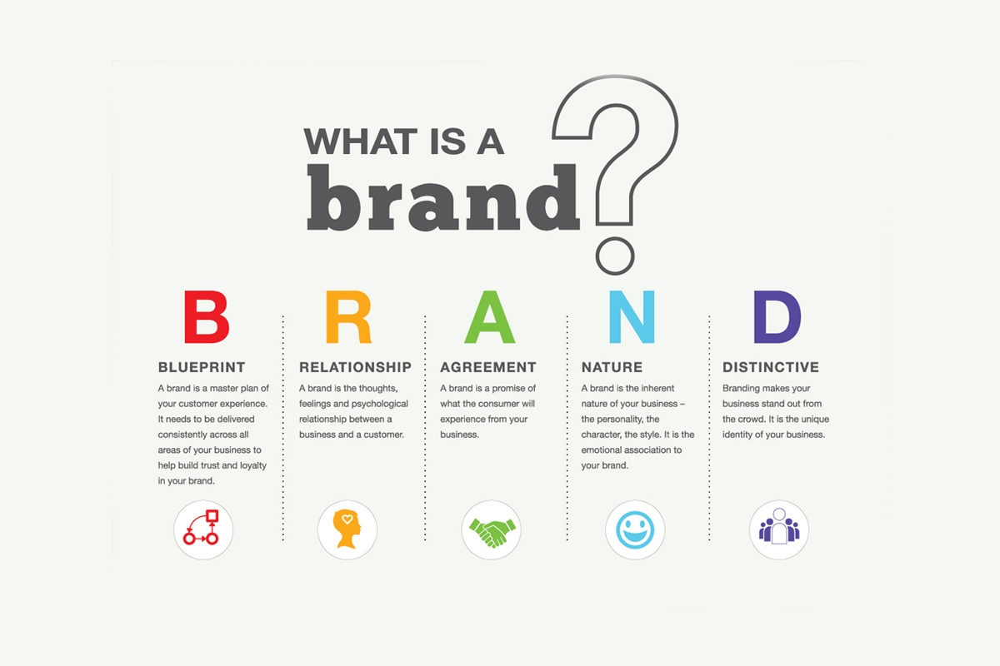 WHAT IS A
brand?
B
BLUEPRINT
A brand is a master plan of
your customer experience.
It needs to be delivered
consistently across all
areas of your business to
help build trust and loyalty
in your brand.
R
RELATIONSHIP
A brand is the thoughts,
feelings and psychological
relationship between a
business and a customer.
A
AGREEMENT
A brand is a promise of
what the consumer will
experience from your
business.
N
NATURE
A brand is the inherent
nature of your business –
the personality, the
character, the style. It is the
emotional association to
your brand.
D
DISTINCTIVE
Branding makes your
business stand out from
the crowd. It is the unique
identity of your business.